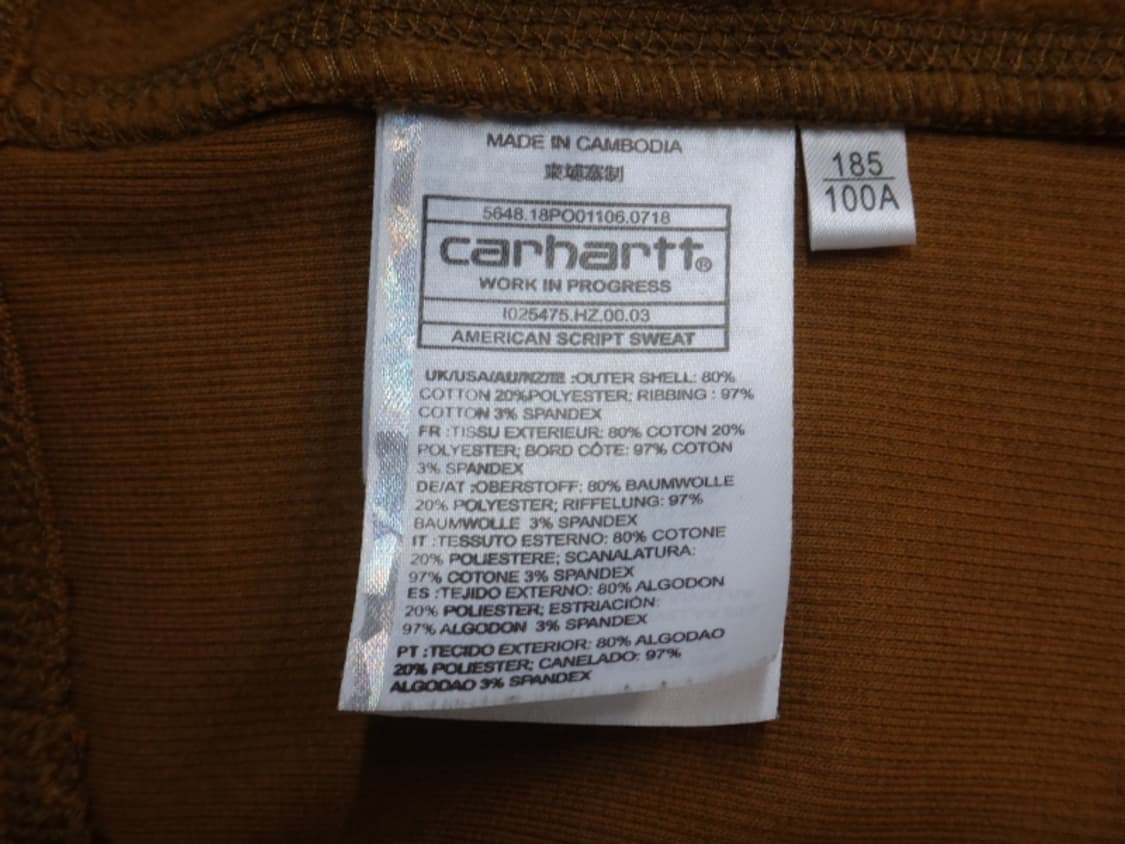 MADE IN CAMBODIA
柬埔寨制
5648.18PO01106.0718
carhartt®
WORK IN PROGRESS
I025475.HZ.00.03
AMERICAN SCRIPT SWEAT
UK/USA/AU/NZ/IE :OUTER SHELL: 80%
COTTON 20%POLYESTER; RIBBING : 97%
COTTON 3% SPANDEX
FR :TISSU EXTERIEUR: 80% COTON 20%
POLYESTER; BORD CÔTE: 97% COTON
3% SPANDEX
DE/AT :OBERSTOFF: 80% BAUMWOLLE
20% POLYESTER; RIFFELUNG: 97%
BAUMWOLLE 3% SPANDEX
IT :TESSUTO ESTERNO: 80% COTONE
20% POLIESTERE; SCANALATURA:
97% COTONE 3% SPANDEX
ES :TEJIDO EXTERNO: 80% ALGODON
20% POLIESTER; ESTRIACIÓN:
97% ALGODON 3% SPANDEX
PT :TECIDO EXTERIOR: 80% ALGODAO
20% POLIESTER; CANELADO: 97%
ALGODAO 3% SPANDEX
185
100A